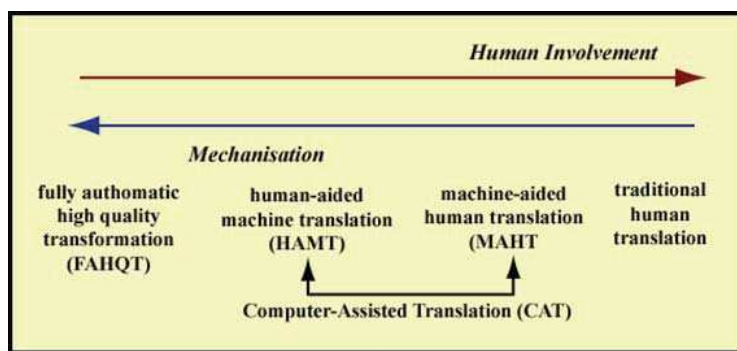 Human Involvement
Mechanisation
fully authomatic
high quality
transformation
(FAHQT)
human-aided
machine translation
(HAMT)
machine-aided
human translation
(MAHT
traditional
human
translation
Computer-Assisted Translation (CAT)